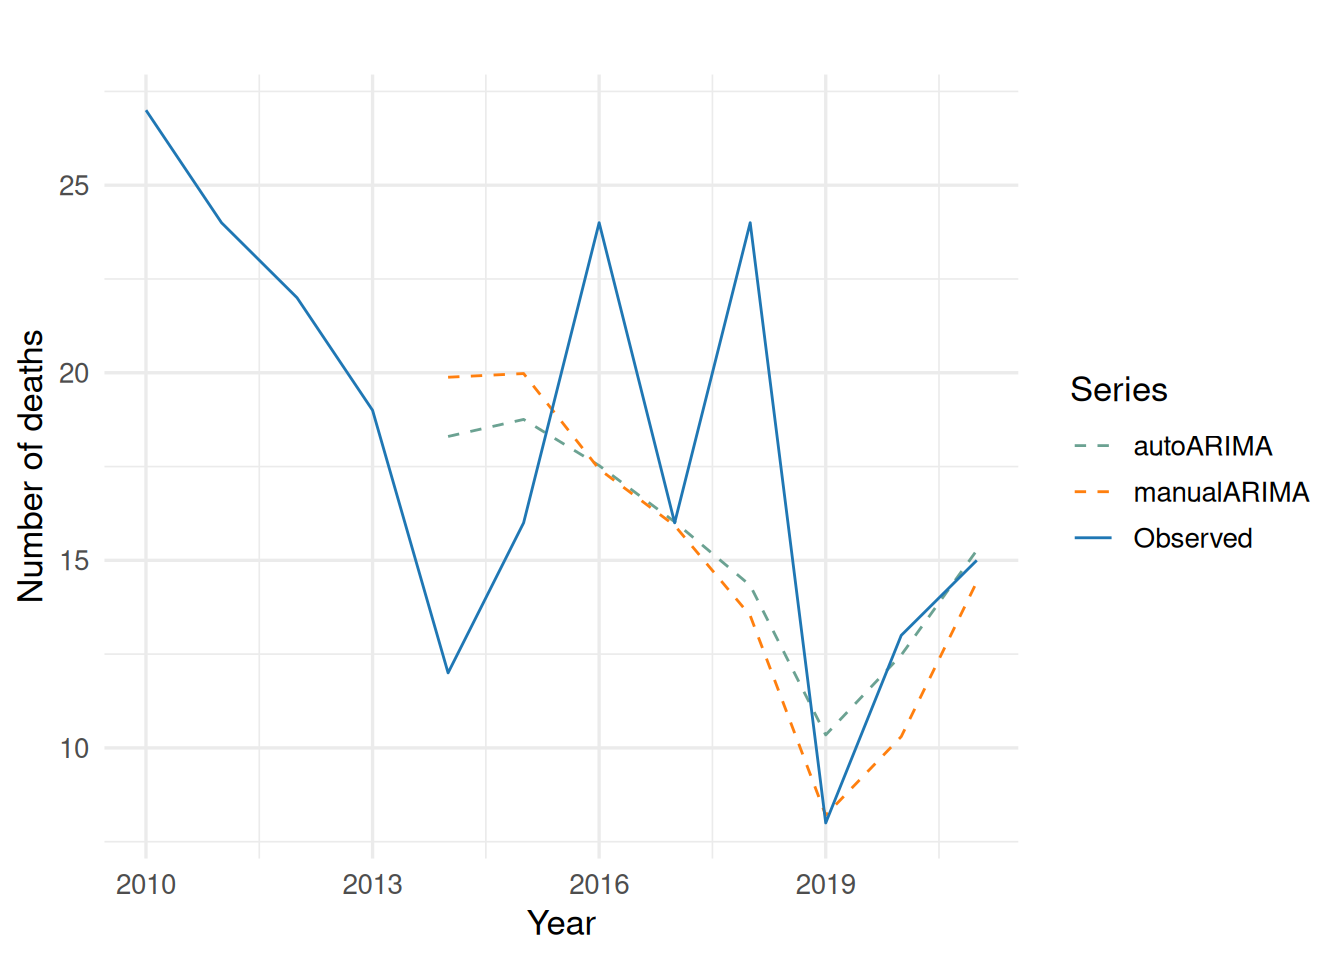 25
20
15
10
Number of deaths
2010
2013
2016
2019
Year
Series
autoARIMA
manualARIMA
Observed